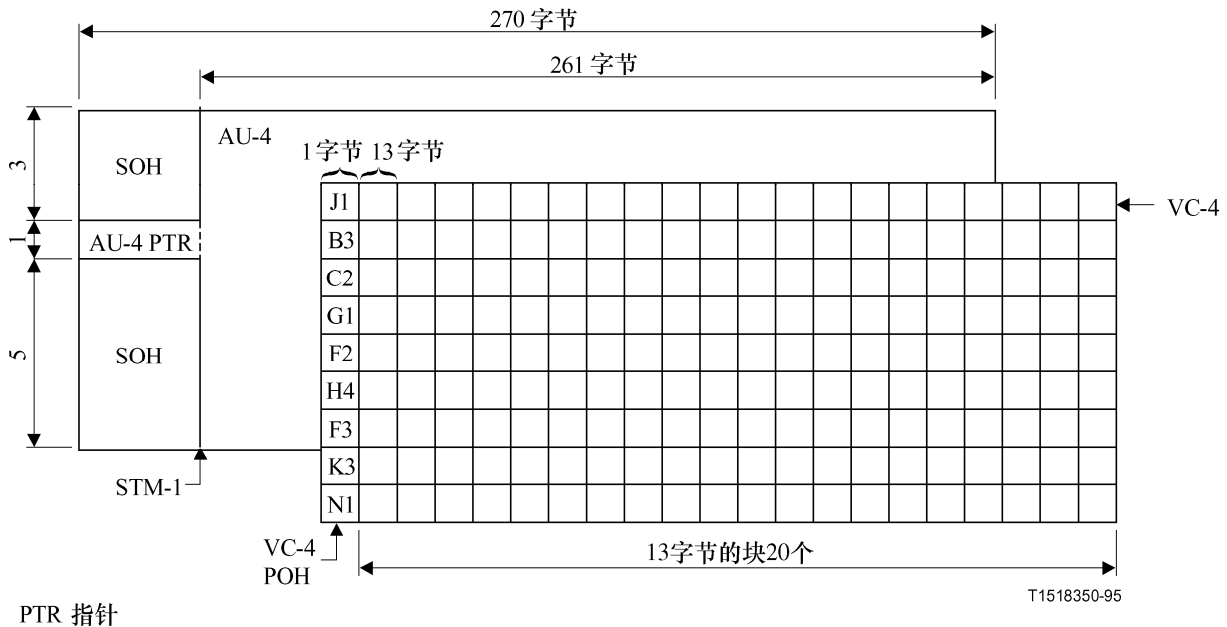 270 字节
261 字节
AU-4
1字节 13字节
3
SOH
J1
VC-4
1
AU-4 PTR
B3
C2
G1
5
SOH
F2
H4
F3
K3
STM-1
N1
VC-4
POH
13字节的块20个
T1518350-95
PTR 指针